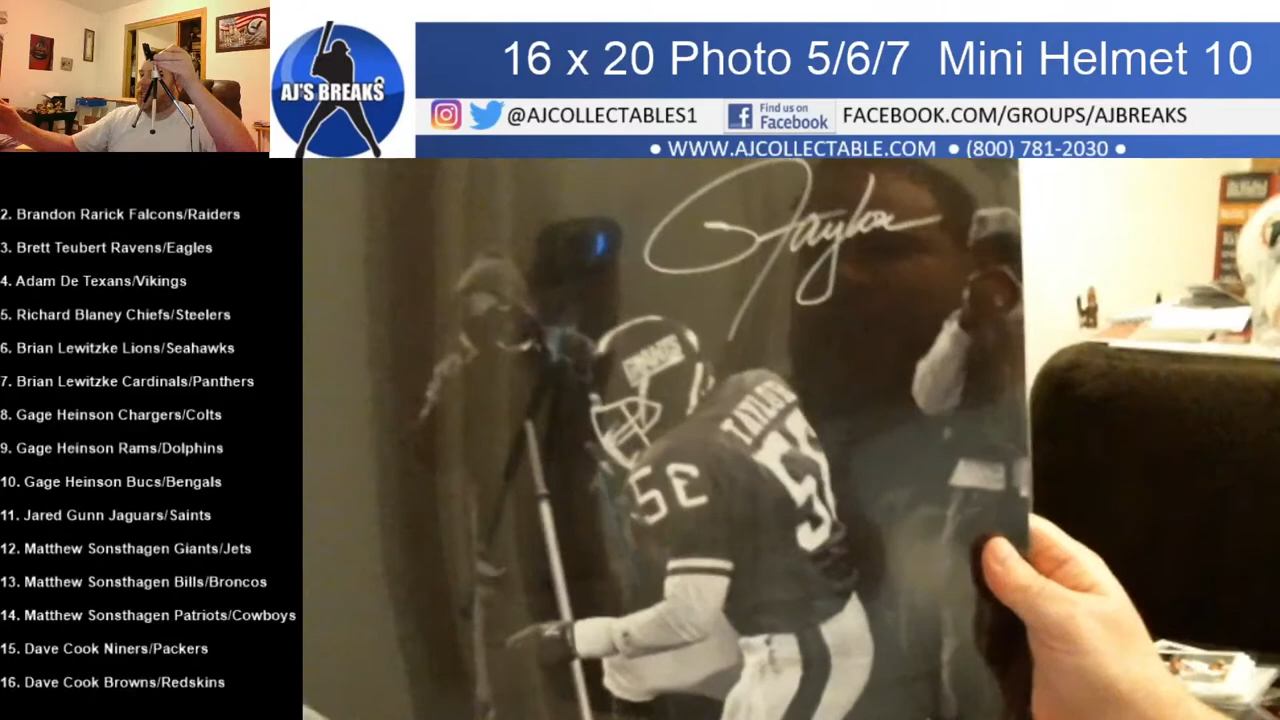 16 x 20 Photo 5/6/7 Mini Helmet 10
AJ'S BREAKS
@AJCOLLECTABLES1
Find us on
Facebook
FACEBOOK.COM/GROUPS/AJBREAKS
• WWW.AJCOLLECTABLE.COM • (800) 781-2030 •
2. Brandon Rarick Falcons/Raiders
3. Brett Teubert Ravens/Eagles
4. Adam De Texans/Vikings
5. Richard Blaney Chiefs/Steelers
6. Brian Lewitzke Lions/Seahawks
7. Brian Lewitzke Cardinals/Panthers
8. Gage Heinson Chargers/Colts
9. Gage Heinson Rams/Dolphins
10. Gage Heinson Bucs/Bengals
11. Jared Gunn Jaguars/Saints
12. Matthew Sonsthagen Giants/Jets
13. Matthew Sonsthagen Bills/Broncos
14. Matthew Sonsthagen Patriots/Cowboys
15. Dave Cook Niners/Packers
16. Dave Cook Browns/Redskins
Taylor
TAYLOR
56